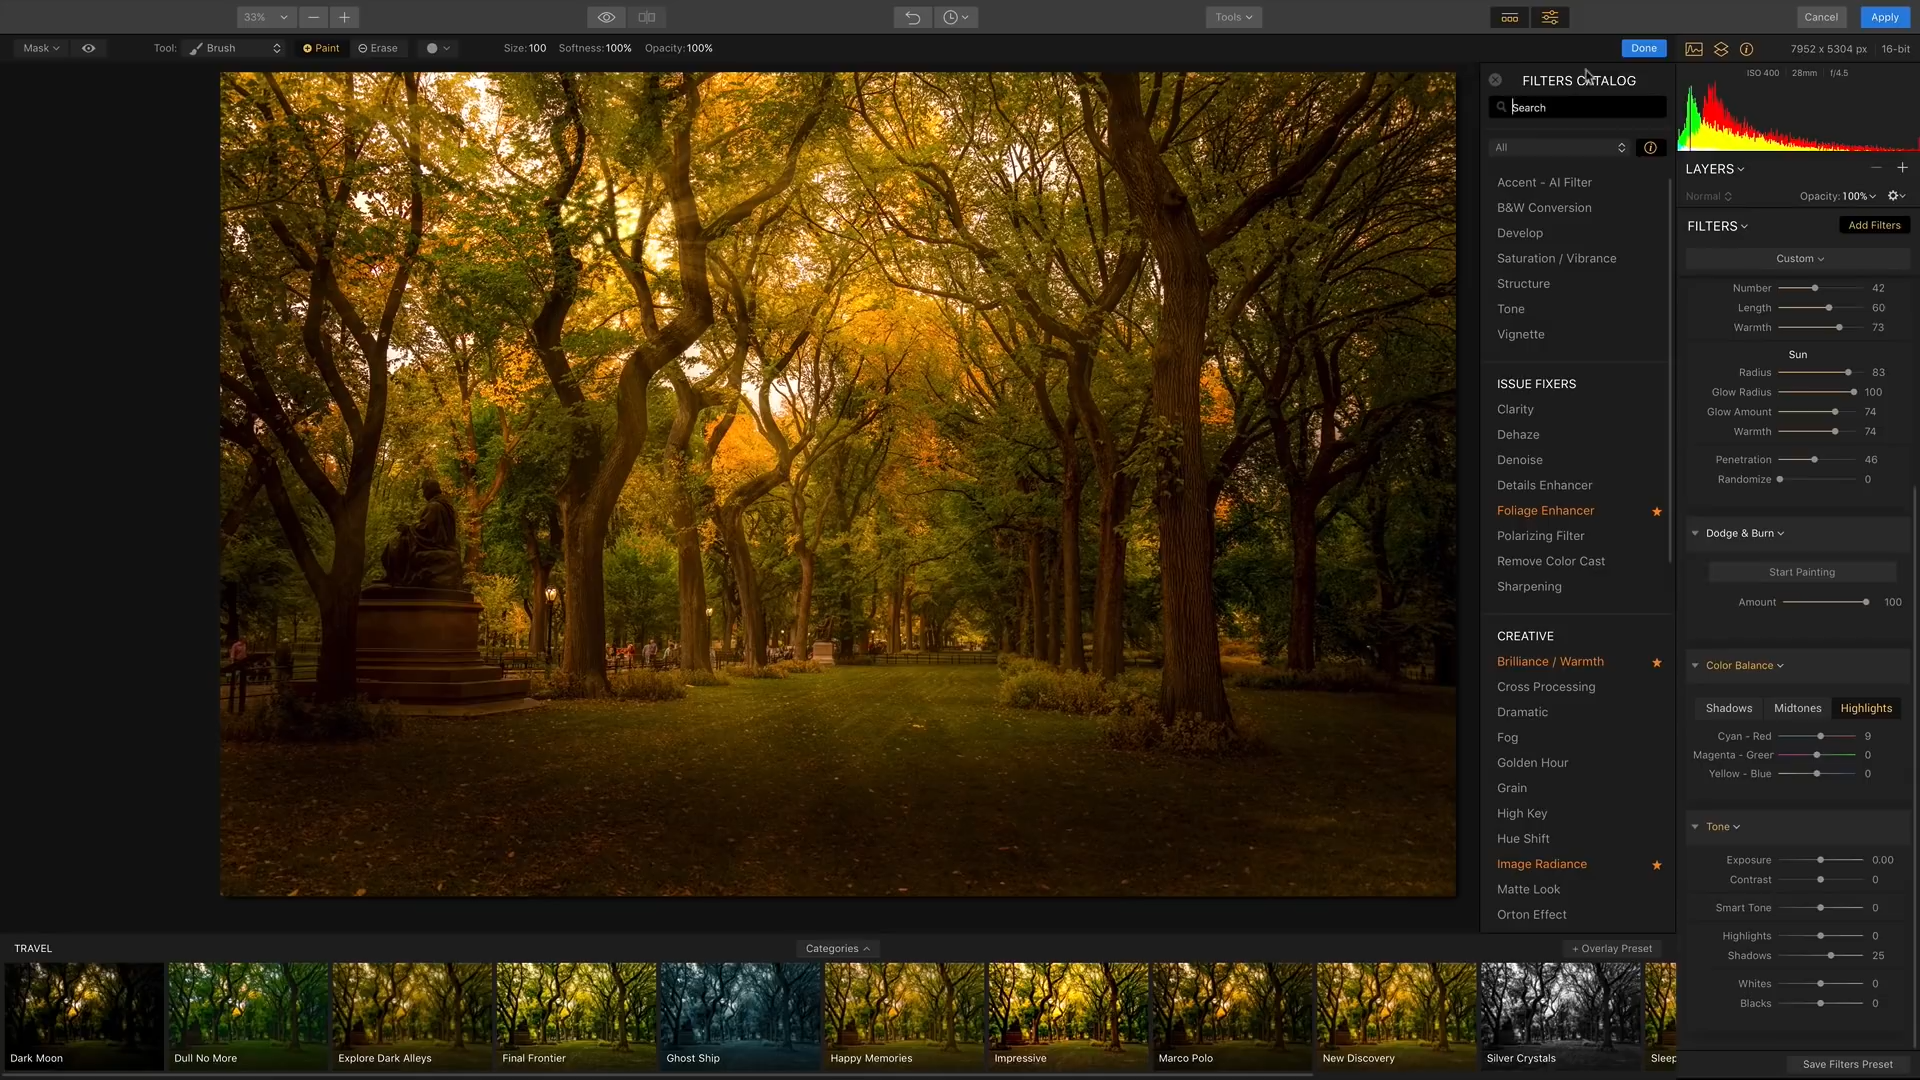 33%
Tools
Cancel
Apply
Mask
Tool:
Brush
Paint
Erase
Size:100
Softness:100%
Opacity:100%
Done
7952 x 5304 px
16-bit
FILTERS CATALOG
Search
All
Accent - AI Filter
B&W Conversion
Develop
Saturation / Vibrance
Structure
Tone
Vignette
ISSUE FIXERS
Clarity
Dehaze
Denoise
Details Enhancer
Foliage Enhancer
Polarizing Filter
Remove Color Cast
Sharpening
CREATIVE
Brilliance / Warmth
Cross Processing
Dramatic
Fog
Golden Hour
Grain
High Key
Hue Shift
Image Radiance
Matte Look
Orton Effect
ISO 400
28mm
f/4.5
LAYERS
Normal
Opacity:100%
FILTERS
Add Filters
Custom
Number 42
Length 60
Warmth 73
Sun
Radius 83
Glow Radius 100
Glow Amount 74
Warmth 74
Penetration 46
Randomize 0
Dodge & Burn
Start Painting
Amount 100
Color Balance
Shadows
Midtones
Highlights
Cyan - Red 9
Magenta - Green 0
Yellow - Blue 0
Tone
Exposure 0.00
Contrast 0
Smart Tone 0
Highlights 0
Shadows 25
Whites 0
Blacks 0
Save Filters Preset
TRAVEL
Categories
+ Overlay Preset
Dark Moon
Dull No More
Explore Dark Alleys
Final Frontier
Ghost Ship
Happy Memories
Impressive
Marco Polo
New Discovery
Silver Crystals
Sleep